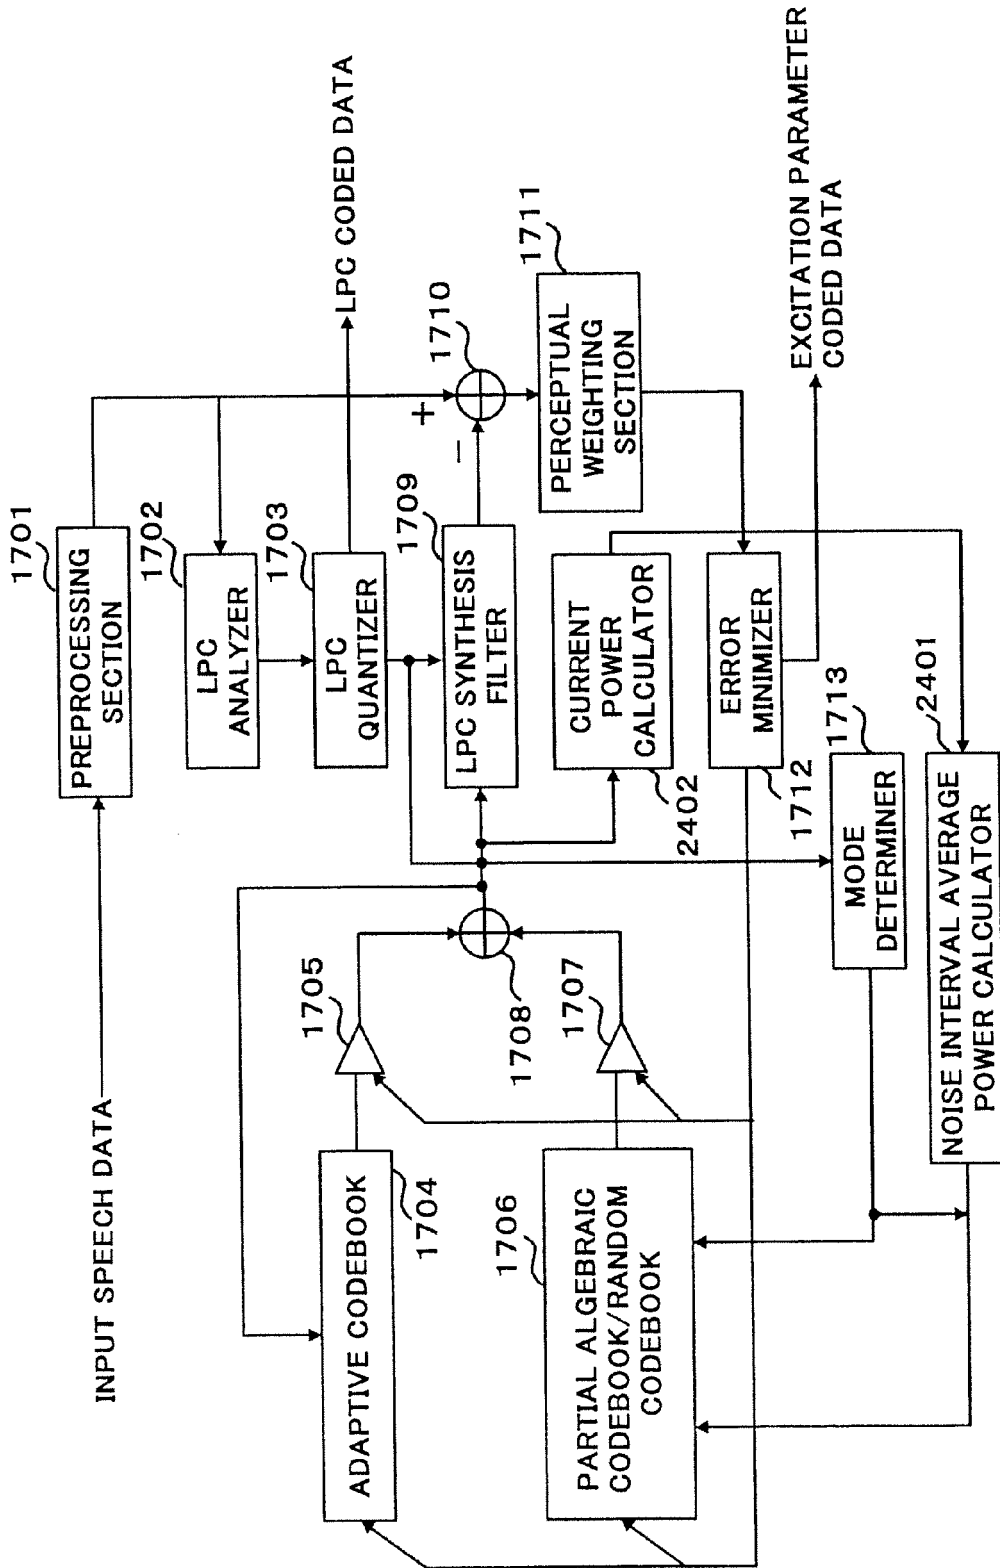 INPUT SPEECH DATA
1701
PREPROCESSING
SECTION
1702
LPC
ANALYZER
1703
LPC
QUANTIZER
LPC CODED DATA
1705
ADAPTIVE CODEBOOK
1704
1708
1709
LPC SYNTHESIS
FILTER
+
−
1710
1711
PERCEPTUAL
WEIGHTING
SECTION
1706
PARTIAL ALGEBRAIC
CODEBOOK/RANDOM
CODEBOOK
1707
CURRENT
POWER
CALCULATOR
2402
ERROR
MINIMIZER
1712
EXCITATION PARAMETER
CODED DATA
MODE
DETERMINER
1713
NOISE INTERVAL AVERAGE
POWER CALCULATOR
2401